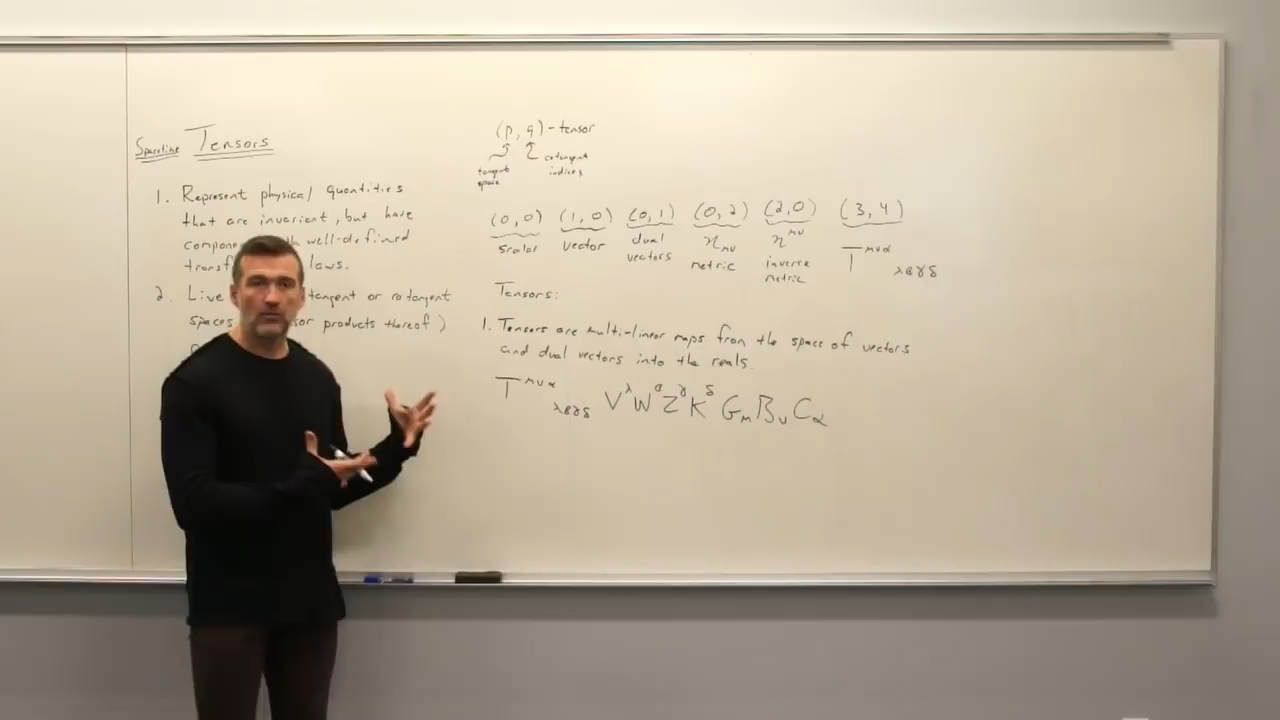 Spacetime Tensors
1. Represent physical quantities
that are invariant, but have
well-defined
laws.
2. Live tangent or cotangent
spaces products thereof)
(p, q) - tensor
tangent space
cotangent indices
(0,0) (1,0) (0,1) (0,2) (2,0) (3,4)
scalar vector dual vectors η_μν metric η^μν inverse metric T^μνα_λβγδ
Tensors:
1. Tensors are multi-linear maps from the space of vectors
and dual vectors into the reals.
T^μνα_λβγδ V^λ W^β Z^γ K^δ G_μ B_ν C_α